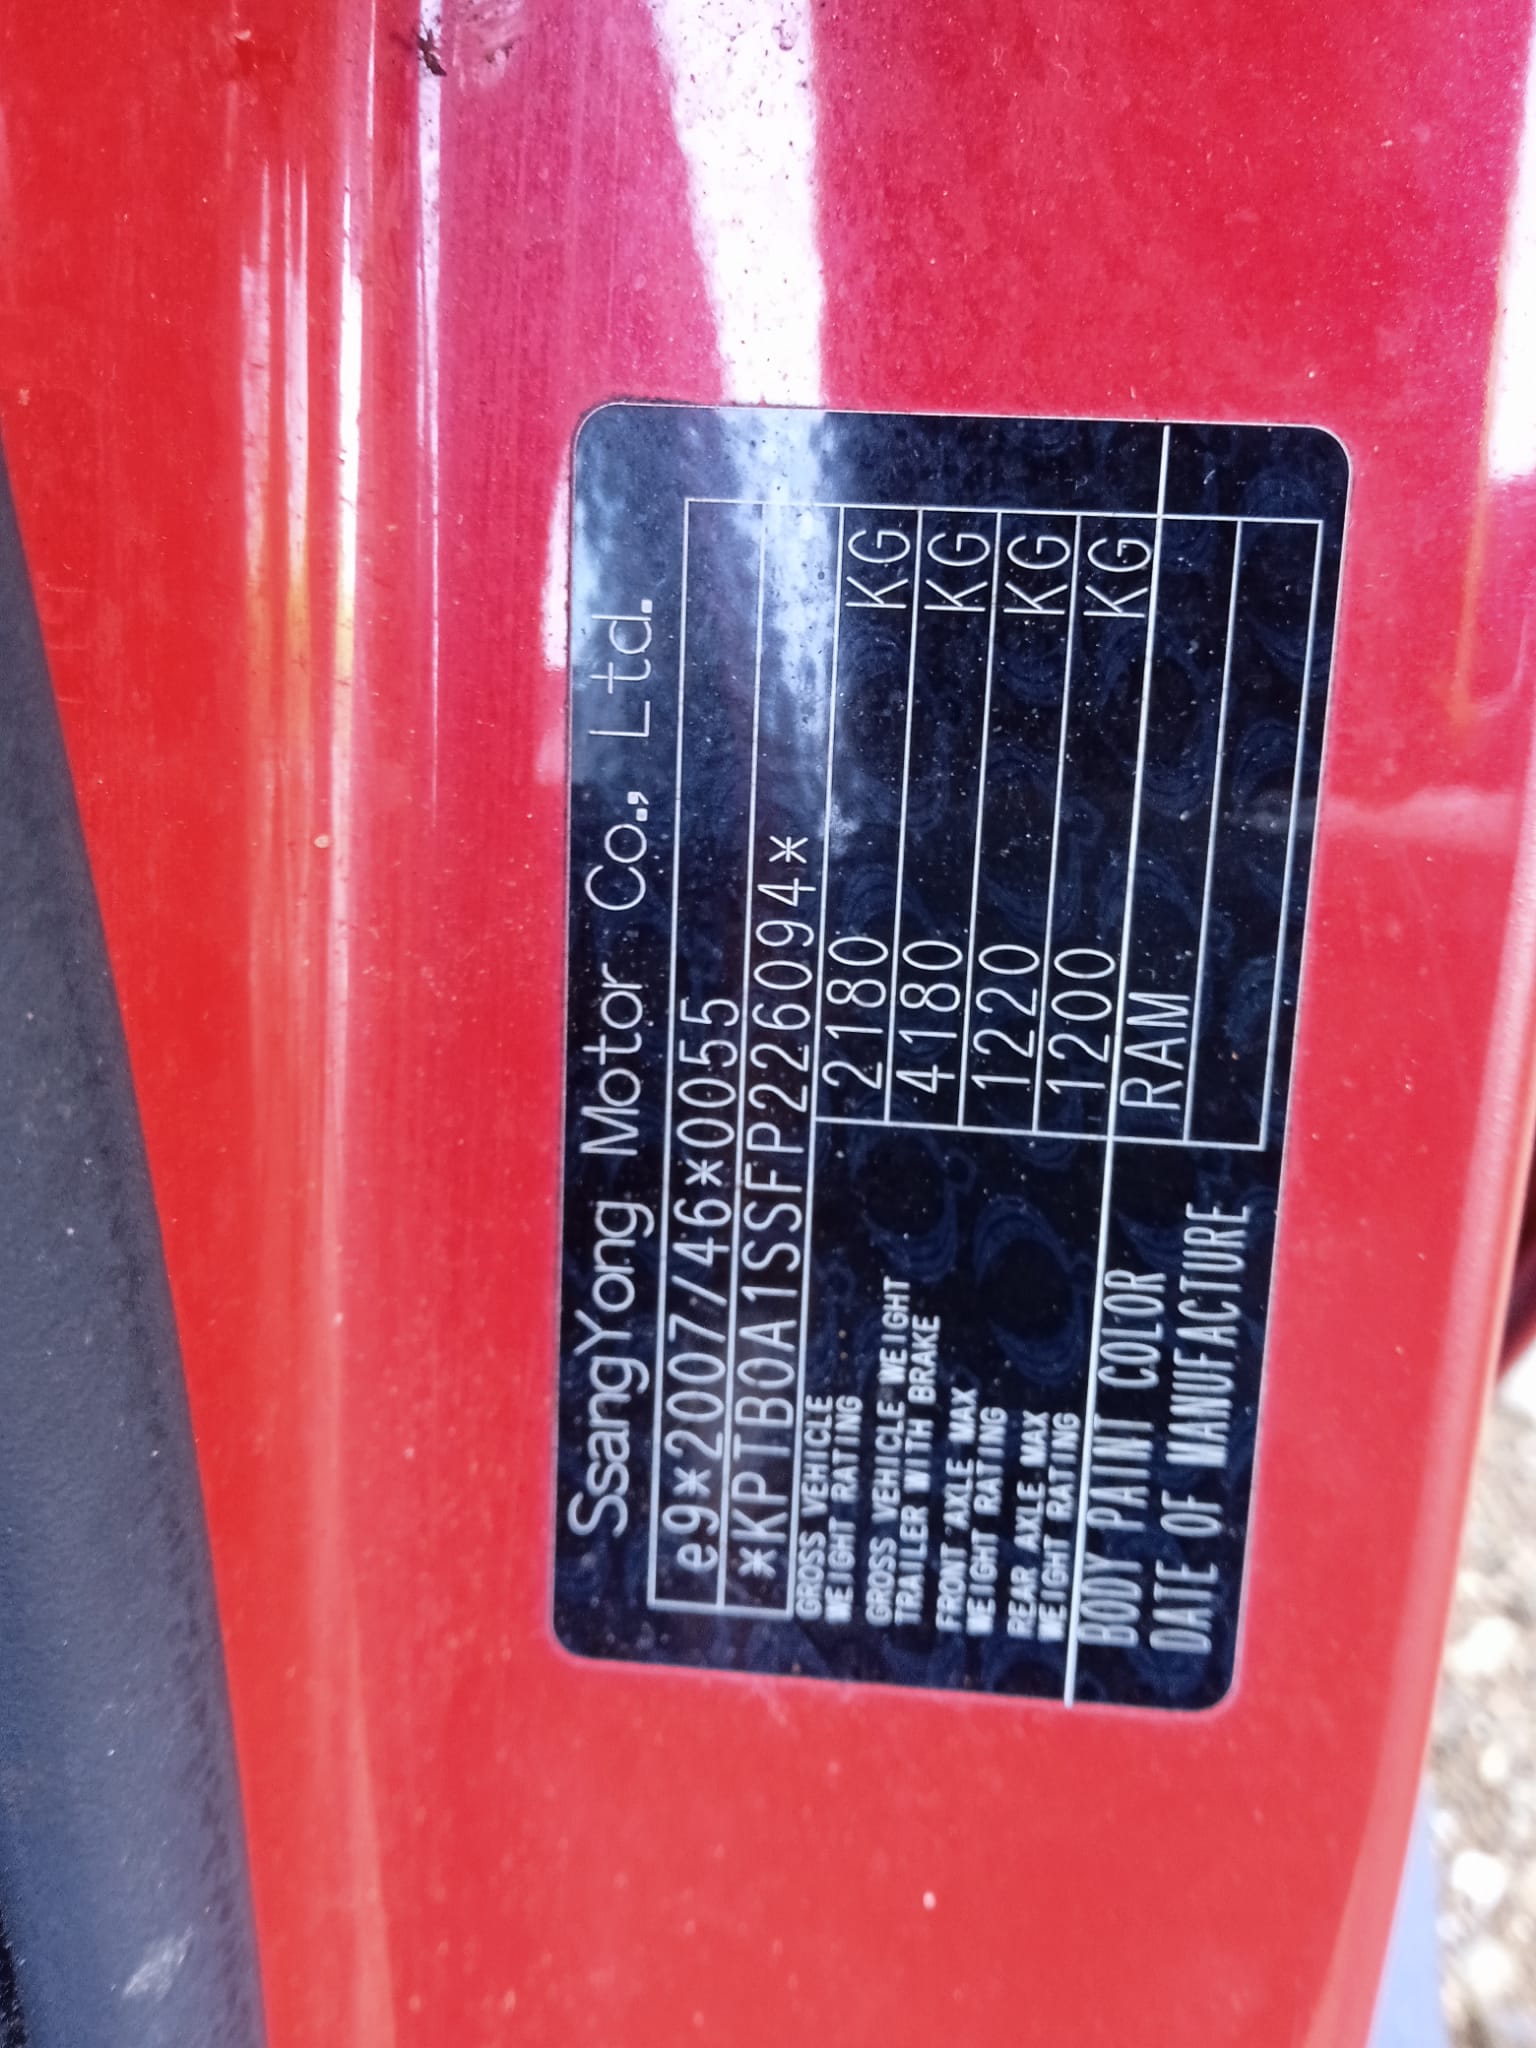 SsangYong Motor Co., Ltd.
e9*2007/46*0055
*KPTB0A1SSFP226094*
GROSS VEHICLE
WEIGHT RATING
2180 KG
GROSS VEHICLE WEIGHT
TRAILER WITH BRAKE
4180 KG
FRONT AXLE MAX
WEIGHT RATING
1220 KG
REAR AXLE MAX
WEIGHT RATING
1200 KG
BODY PAINT COLOR RAM
DATE OF MANUFACTURE